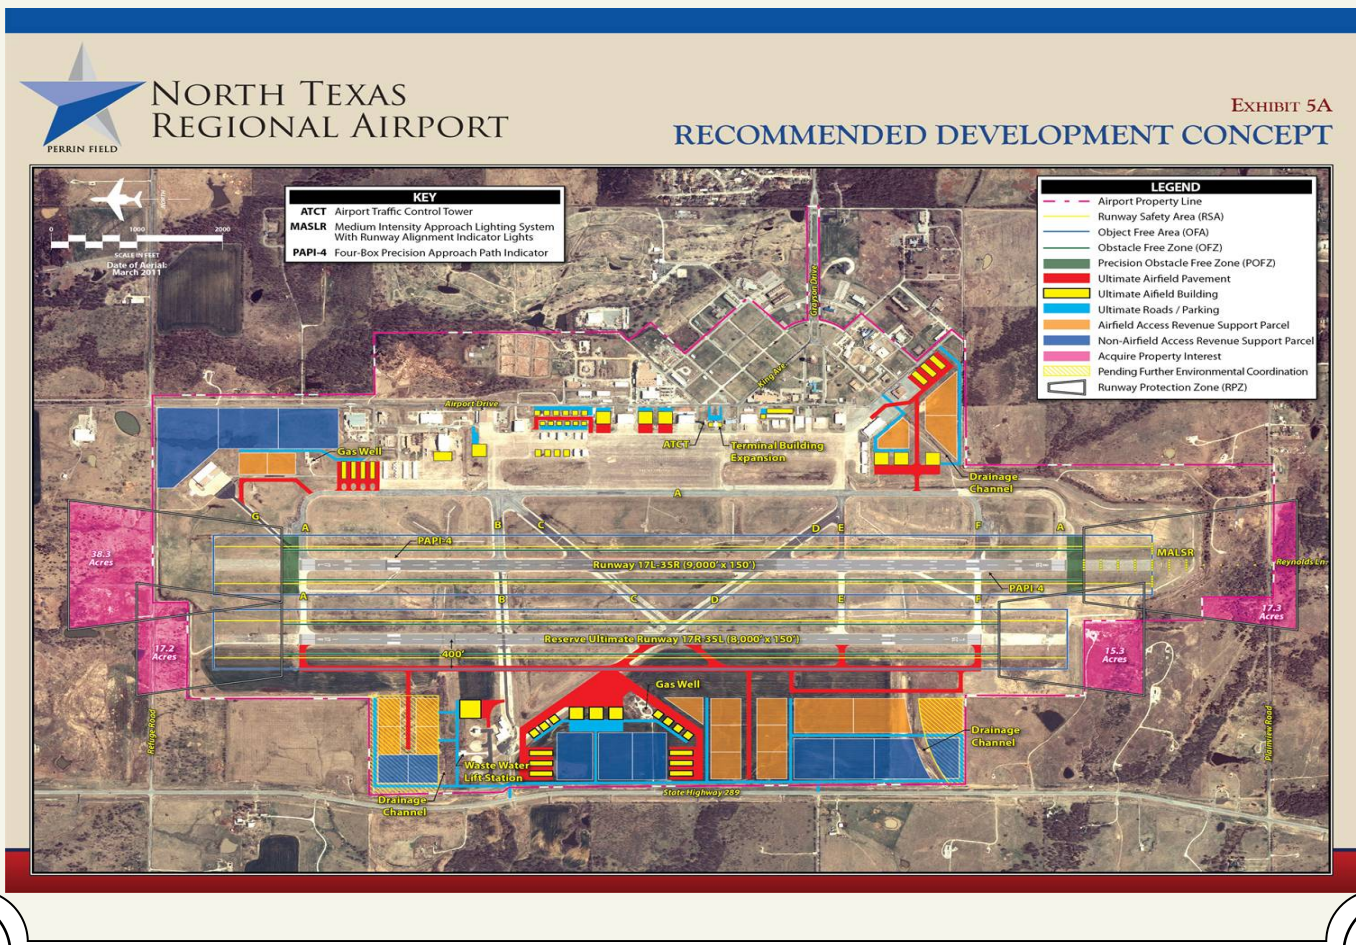 NORTH TEXAS
REGIONAL AIRPORT
PERRIN FIELD
EXHIBIT 5A
RECOMMENDED DEVELOPMENT CONCEPT
NORTH
0 1000 2000
SCALE IN FEET
Date of Aerial:
March 2011
KEY
ATCT Airport Traffic Control Tower
MASLR Medium Intensity Approach Lighting System
With Runway Alignment Indicator Lights
PAPI-4 Four-Box Precision Approach Path Indicator
LEGEND
Airport Property Line
Runway Safety Area (RSA)
Object Free Area (OFA)
Obstacle Free Zone (OFZ)
Precision Obstacle Free Zone (POFZ)
Ultimate Airfield Pavement
Ultimate Aifield Building
Ultimate Roads / Parking
Airfield Access Revenue Support Parcel
Non-Airfield Access Revenue Support Parcel
Acquire Property Interest
Pending Further Environmental Coordination
Runway Protection Zone (RPZ)
Grayson Drive
King Ave.
Airport Drive
Gas Well
ATCT
Terminal Building
Expansion
Drainage
Channel
A
G
A
B
C
D
E
F
A
38.3
Acres
PAPI-4
MALSR
Runway 17L-35R (9,000' x 150')
Reynolds Ln.
PAPI-4
A
B
C
D
E
F
17.3
Acres
Reserve Ultimate Runway 17R-35L (8,000' x 150')
17.2
Acres
400'
15.3
Acres
Gas Well
Refuge Road
Plainview Road
Drainage
Channel
Waste Water
Lift Station
Drainage
Channel
State Highway 289